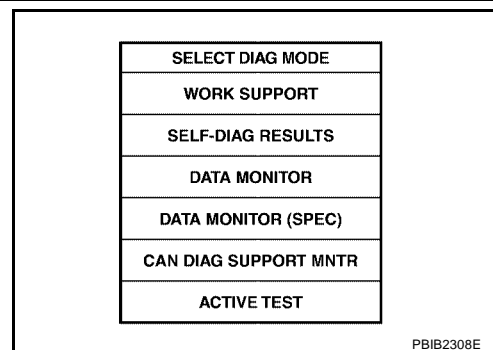 SELECT DIAG MODE
WORK SUPPORT
SELF-DIAG RESULTS
DATA MONITOR
DATA MONITOR (SPEC)
CAN DIAG SUPPORT MNTR
ACTIVE TEST
PBIB2308E